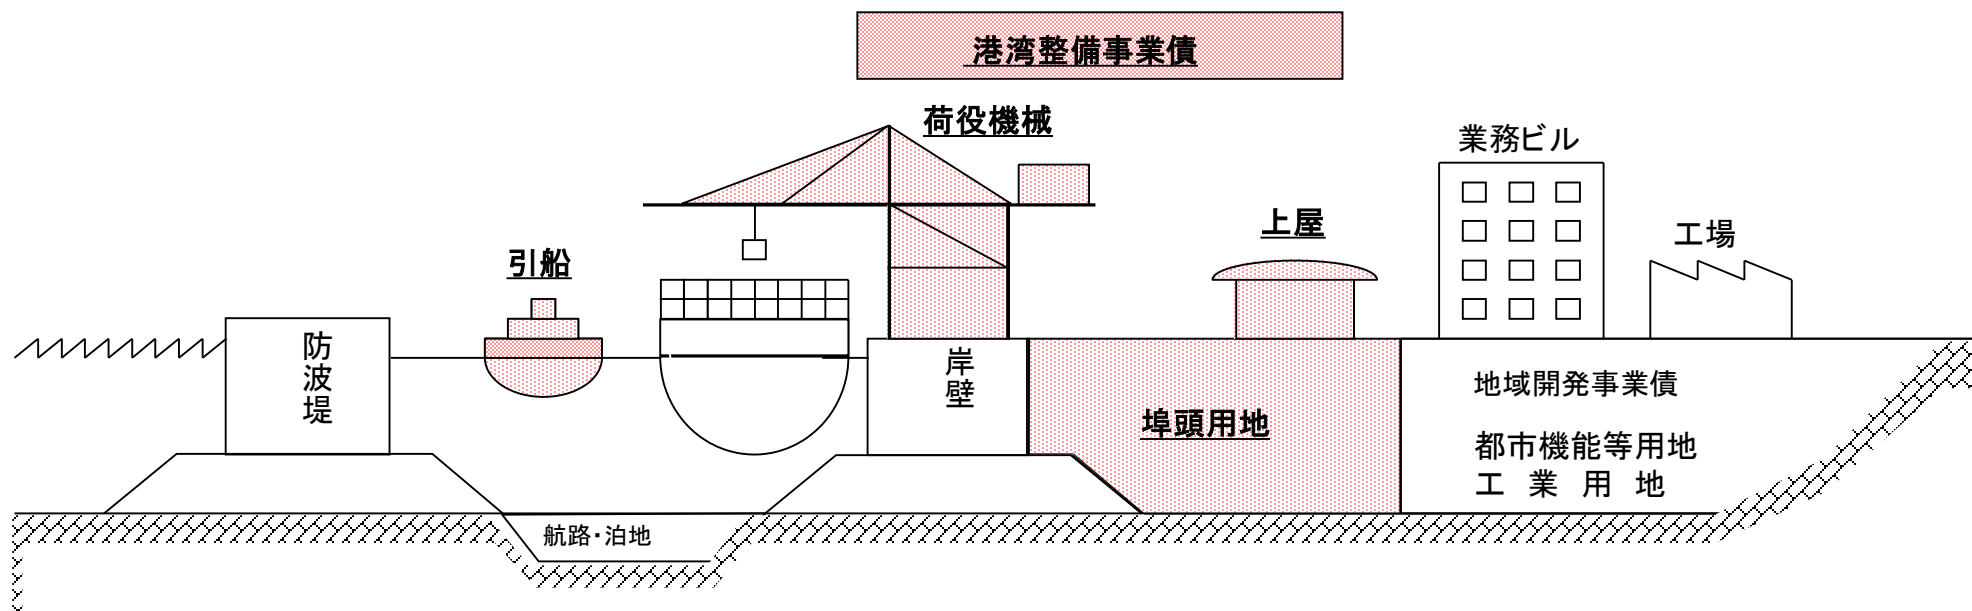 港湾整備事業債
荷役機械
業務ビル
上屋
工場
引船
防波堤
岸壁
地域開発事業債
埠頭用地
都市機能等用地
工業用地
航路・泊地